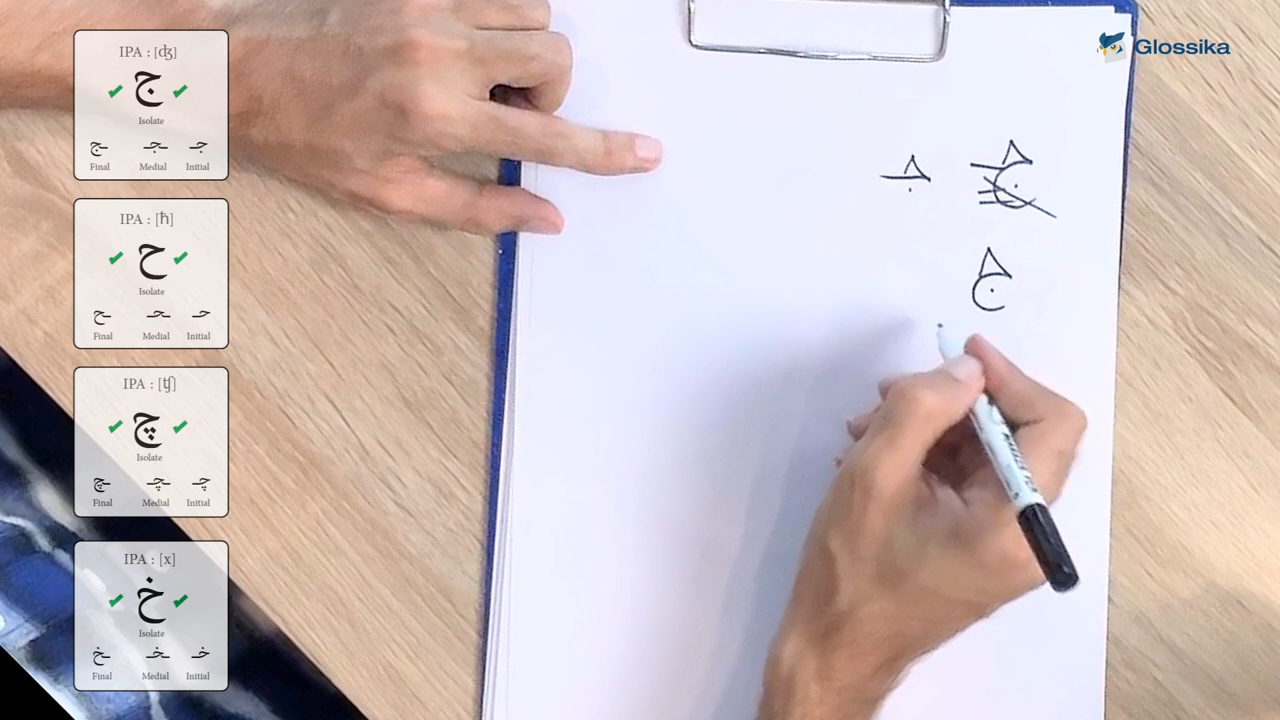 Glossika
IPA : [ʤ]
ج
Isolate
ـج ـجـ جـ
Final Medial Initial
IPA : [ħ]
ح
Isolate
ـح ـحـ حـ
Final Medial Initial
IPA : [ʧ]
چ
Isolate
ـچ ـچـ چـ
Final Medial Initial
IPA : [x]
خ
Isolate
ـخ ـخـ خـ
Final Medial Initial
ـجـ
ج